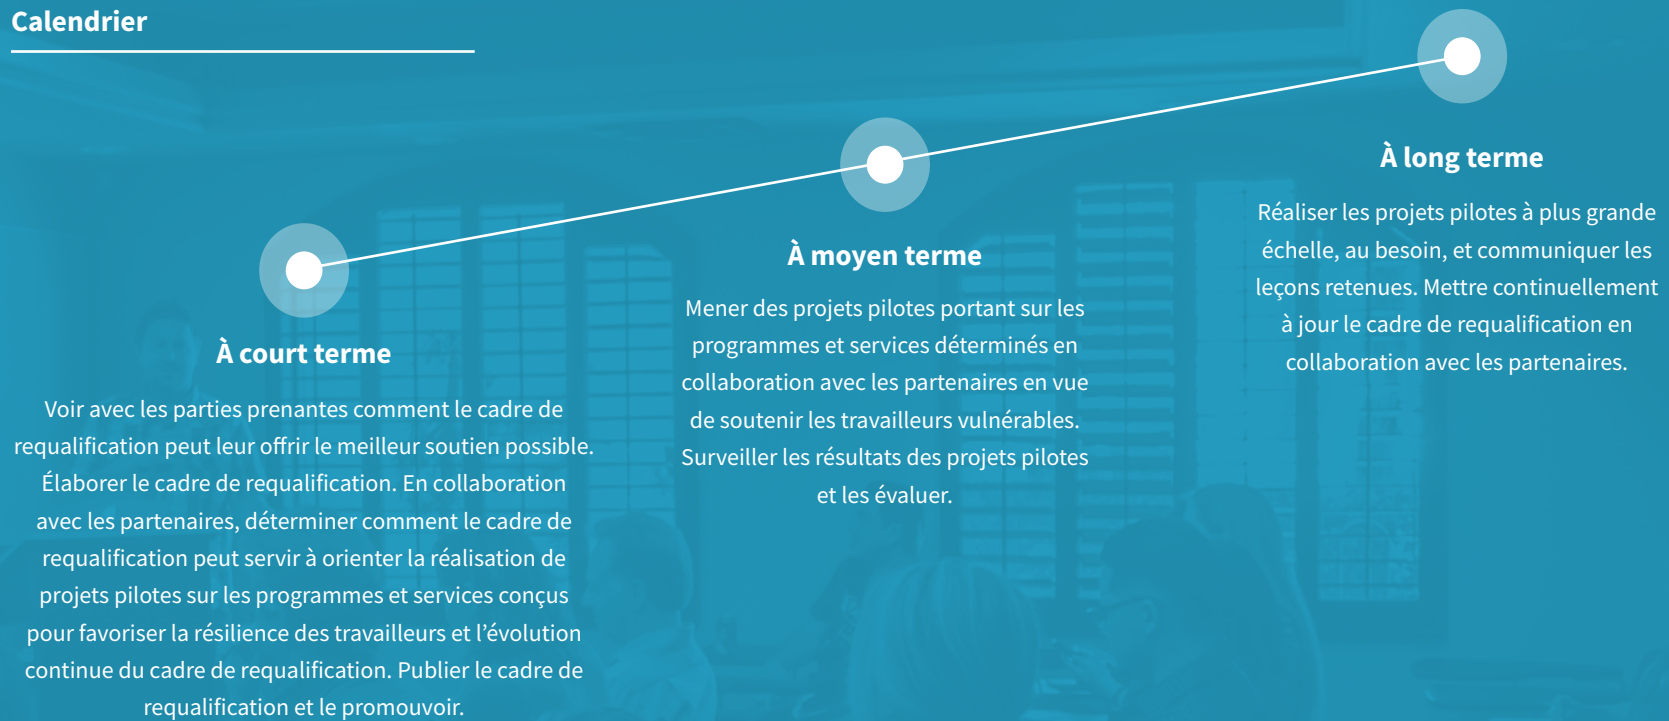 Calendrier
À court terme
Voir avec les parties prenantes comment le cadre de
requalification peut leur offrir le meilleur soutien possible.
Élaborer le cadre de requalification. En collaboration
avec les partenaires, déterminer comment le cadre de
requalification peut servir à orienter la réalisation de
projets pilotes sur les programmes et services conçus
pour favoriser la résilience des travailleurs et l’évolution
continue du cadre de requalification. Publier le cadre de
requalification et le promouvoir.
À moyen terme
Mener des projets pilotes portant sur les
programmes et services déterminés en
collaboration avec les partenaires en vue
de soutenir les travailleurs vulnérables.
Surveiller les résultats des projets pilotes
et les évaluer.
À long terme
Réaliser les projets pilotes à plus grande
échelle, au besoin, et communiquer les
leçons retenues. Mettre continuellement
à jour le cadre de requalification en
collaboration avec les partenaires.